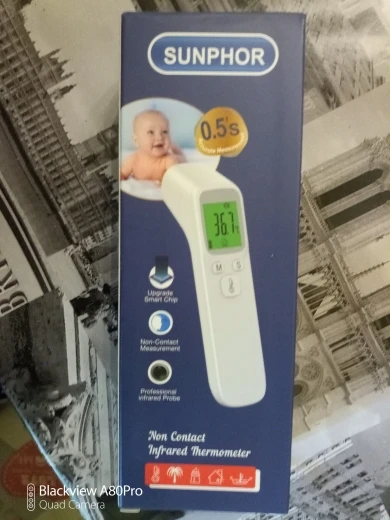 SUNPHOR
0.5's
36.7
M S
Upgrade
Smart Chip
Non-Contact
Measurement
Professional
infrared Probe
Non Contact
Infrared Thermometer
Blackview A80Pro
Quad Camera